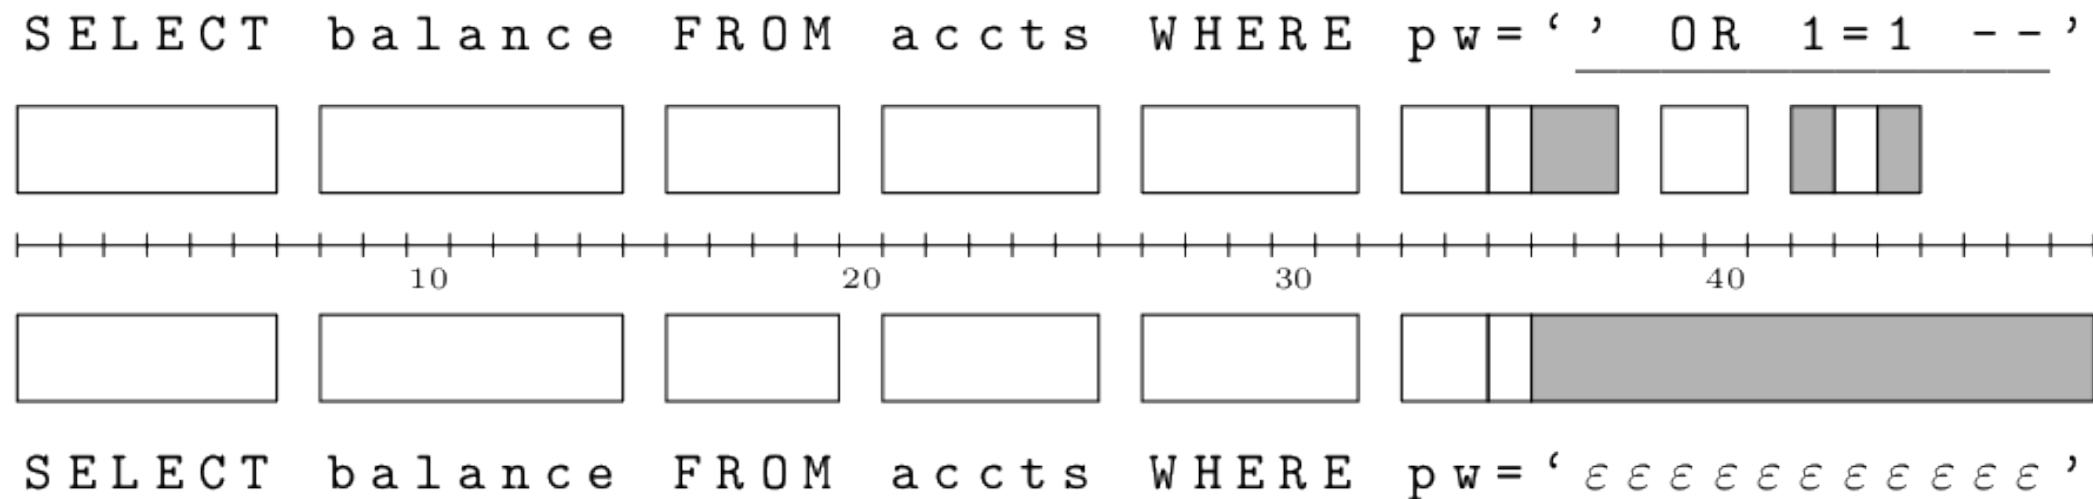 SELECT balance FROM accts WHERE pw=‘’ OR 1=1 --’
10 20 30 40
SELECT balance FROM accts WHERE pw=‘εεεεεεεεεεε’